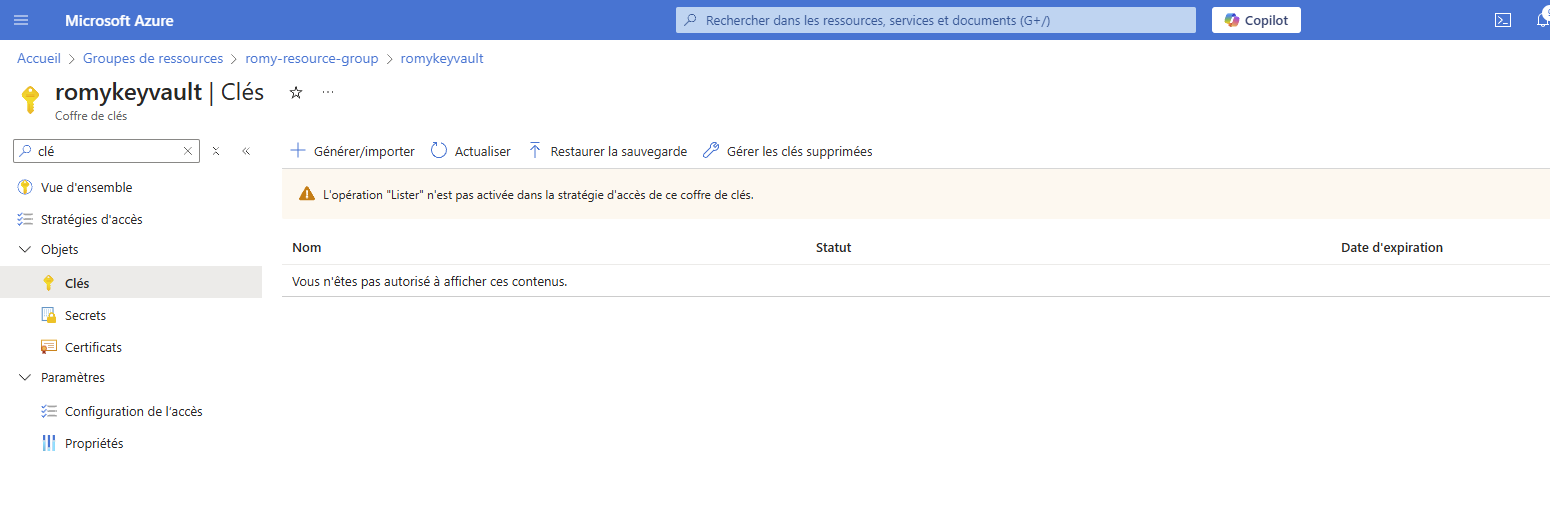 Microsoft Azure
Rechercher dans les ressources, services et documents (G+/)
Copilot
Accueil > Groupes de ressources > romy-resource-group > romykeyvault
romykeyvault | Clés
Coffre de clés
clé
Générer/importer
Actualiser
Restaurer la sauvegarde
Gérer les clés supprimées
Vue d'ensemble
Stratégies d'accès
Objets
Clés
Secrets
Certificats
Paramètres
Configuration de l'accès
Propriétés
L'opération "Lister" n'est pas activée dans la stratégie d'accès de ce coffre de clés.
Nom Statut Date d'expiration
Vous n'êtes pas autorisé à afficher ces contenus.